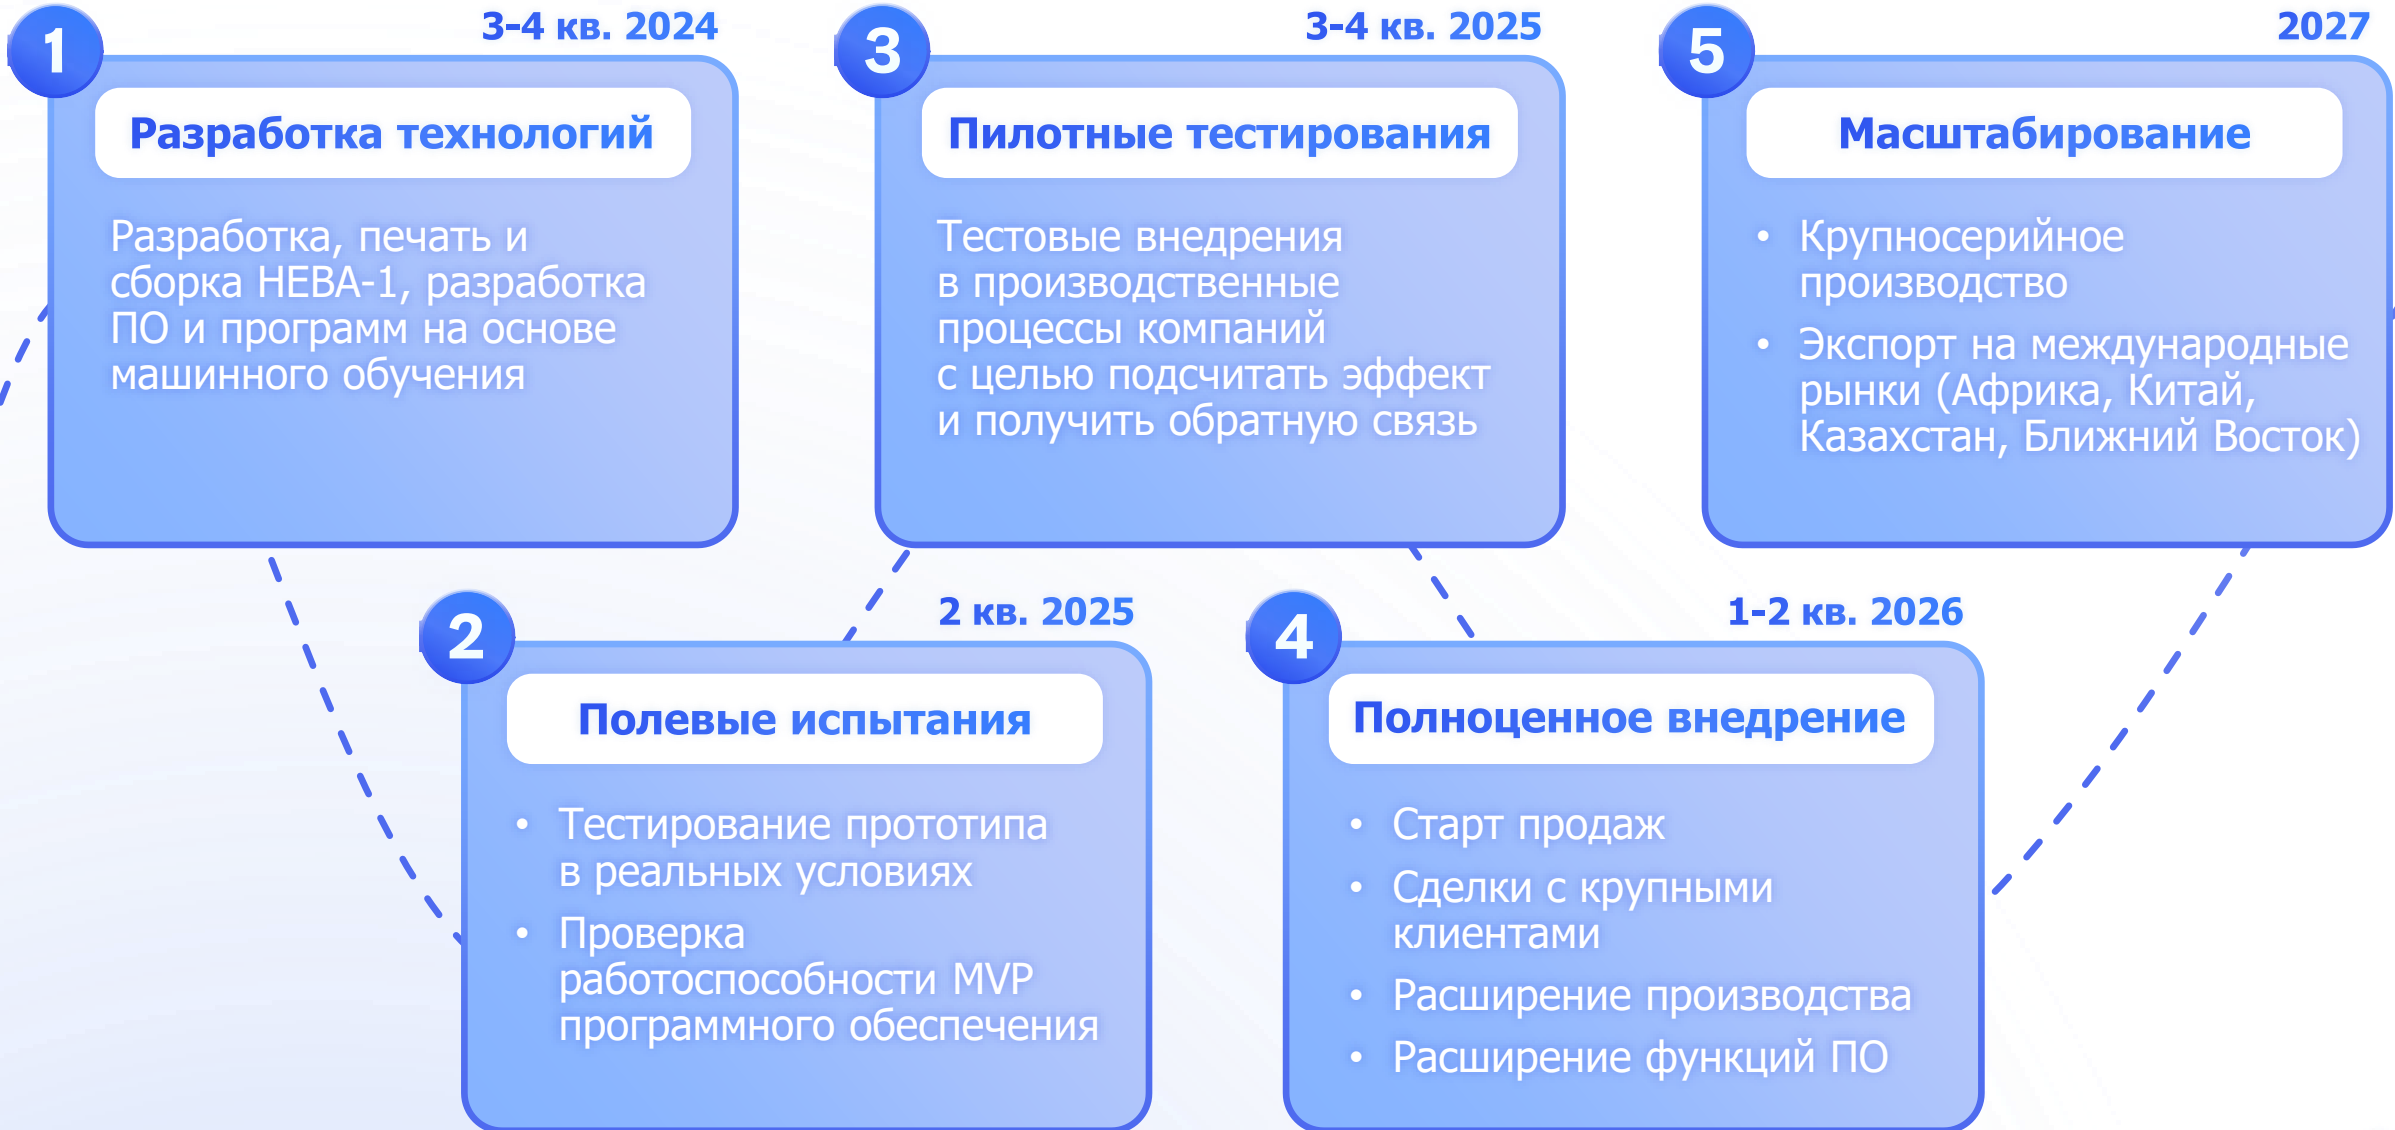 1
3-4 кв. 2024
Разработка технологий
Разработка, печать и
сборка НЕВА-1, разработка
ПО и программ на основе
машинного обучения
2
2 кв. 2025
Полевые испытания
• Тестирование прототипа
в реальных условиях
• Проверка
работоспособности MVP
программного обеспечения
3
3-4 кв. 2025
Пилотные тестирования
Тестовые внедрения
в производственные
процессы компаний
с целью подсчитать эффект
и получить обратную связь
4
1-2 кв. 2026
Полноценное внедрение
• Старт продаж
• Сделки с крупными
клиентами
• Расширение производства
• Расширение функций ПО
5
2027
Масштабирование
• Крупносерийное
производство
• Экспорт на международные
рынки (Африка, Китай,
Казахстан, Ближний Восток)